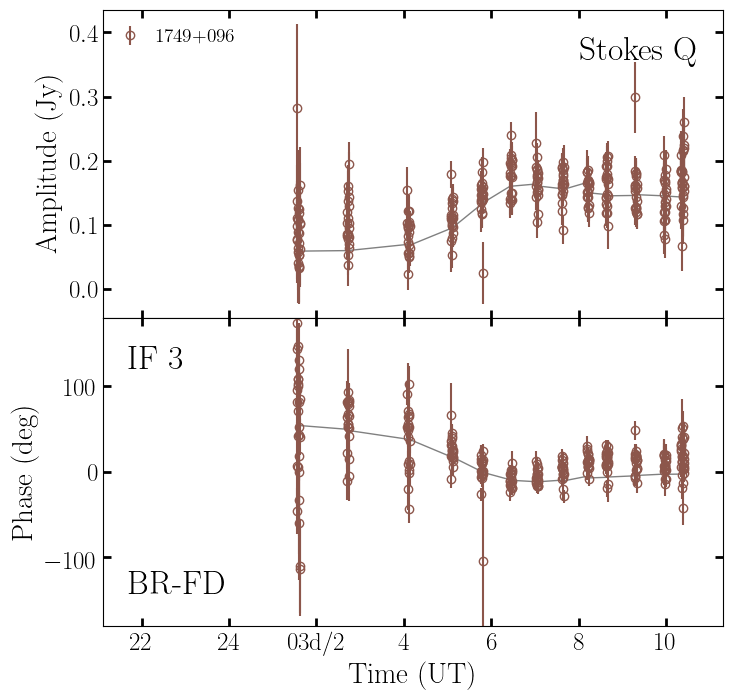 1749+096
Stokes Q
Amplitude (Jy)
0.4
0.3
0.2
0.1
0.0
IF 3
BR-FD
Phase (deg)
100
0
−100
22 24 03d/2 4 6 8 10
Time (UT)